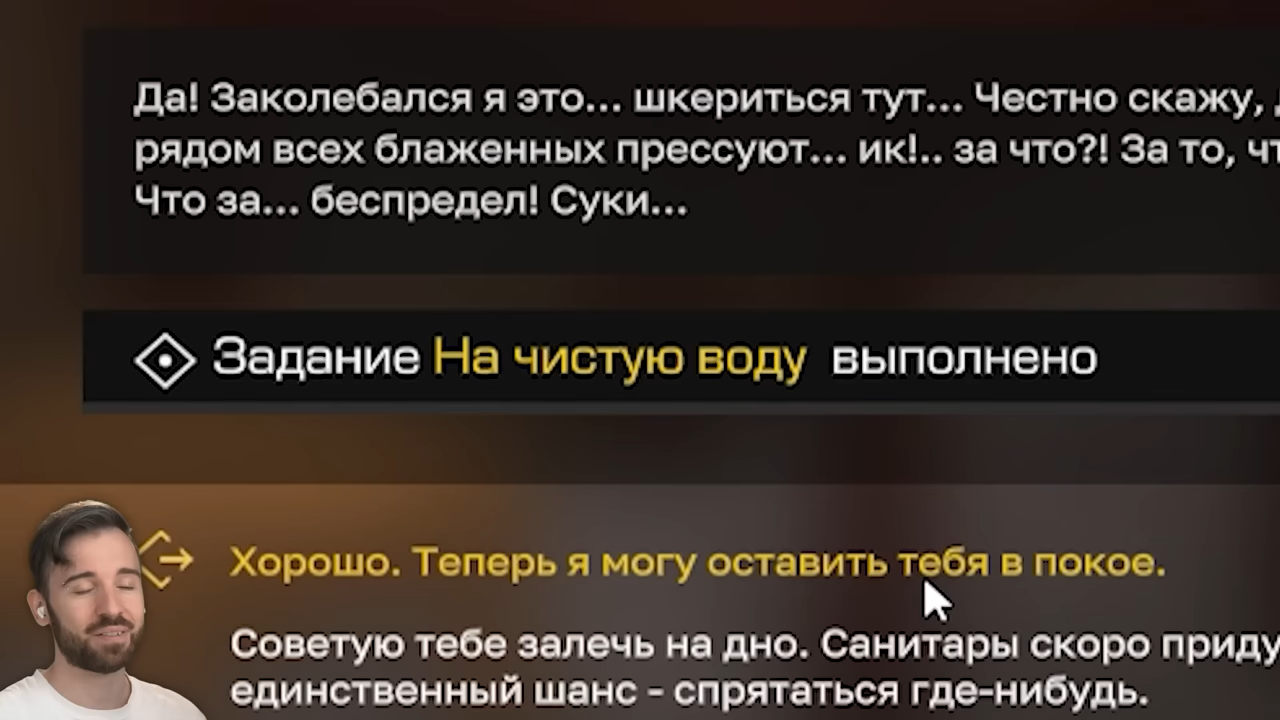 Да! Заколебался я это... шкериться тут... Честно скажу,
рядом всех блаженных прессуют... ик!.. за что?! За то,
Что за... беспредел! Суки...
Задание На чистую воду выполнено
Хорошо. Теперь я могу оставить тебя в покое.
Советую тебе залечь на дно. Санитары скоро
единственный шанс - спрятаться где-нибудь.